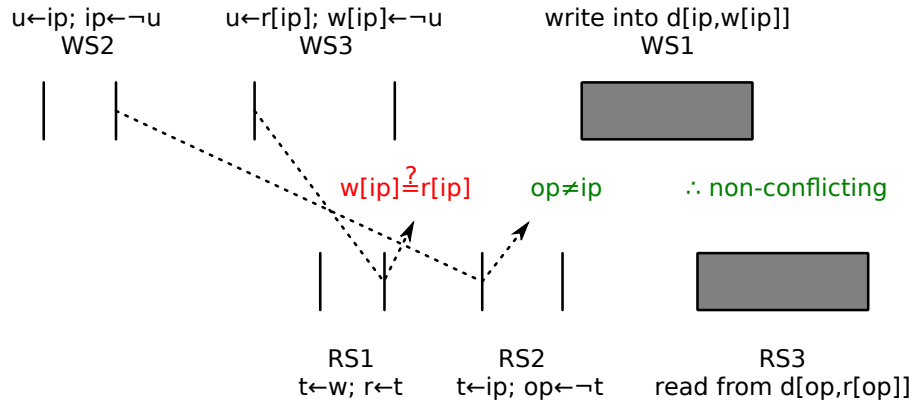 u←ip; ip←¬u
WS2
u←r[ip]; w[ip]←¬u
WS3
write into d[ip,w[ip]]
WS1
w[ip]≟r[ip]
op≠ip
∴ non-conflicting
RS1
t←w; r←t
RS2
t←ip; op←¬t
RS3
read from d[op,r[op]]